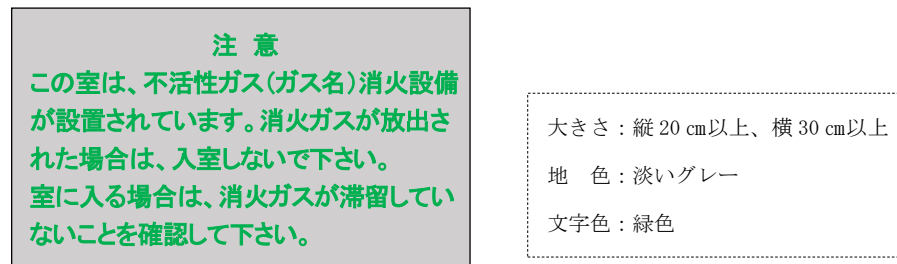 注 意
この室は、不活性ガス（ガス名）消火設備
が設置されています。消火ガスが放出さ
れた場合は、入室しないで下さい。
室に入る場合は、消火ガスが滞留してい
ないことを確認して下さい。
大きさ：縦 20 ㎝以上、横 30 ㎝以上
地　色：淡いグレー
文字色：緑色